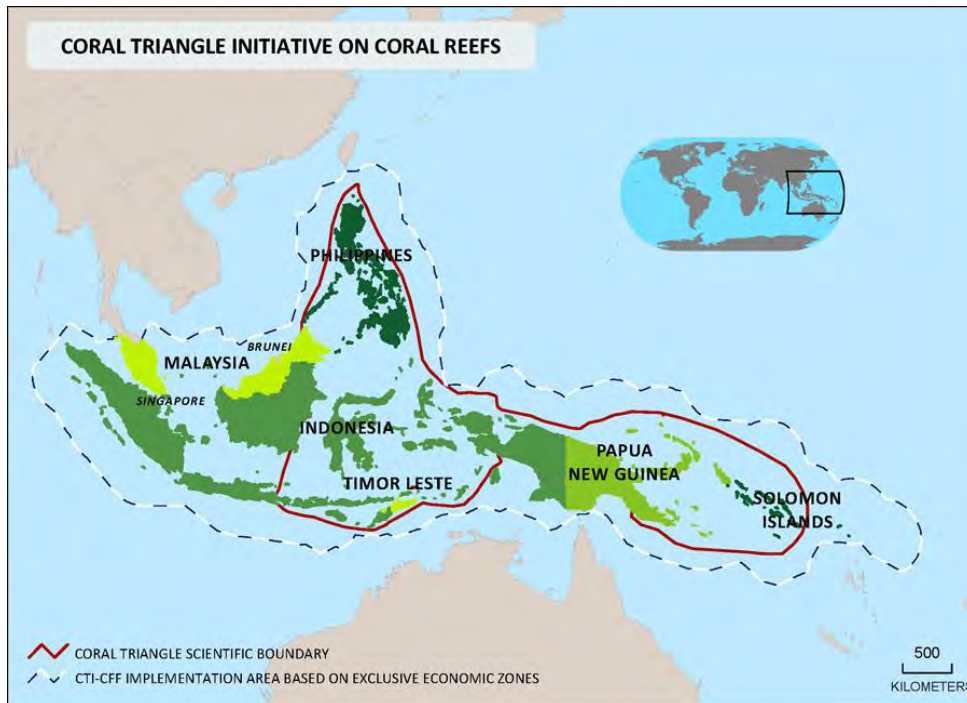 CORAL TRIANGLE INITIATIVE ON CORAL REEFS
PHILIPPINES
BRUNEI
MALAYSIA
SINGAPORE
INDONESIA
PAPUA
NEW GUINEA
TIMOR LESTE
SOLOMON
ISLANDS
CORAL TRIANGLE SCIENTIFIC BOUNDARY
CTI-CFF IMPLEMENTATION AREA BASED ON EXCLUSIVE ECONOMIC ZONES
500
KILOMETERS